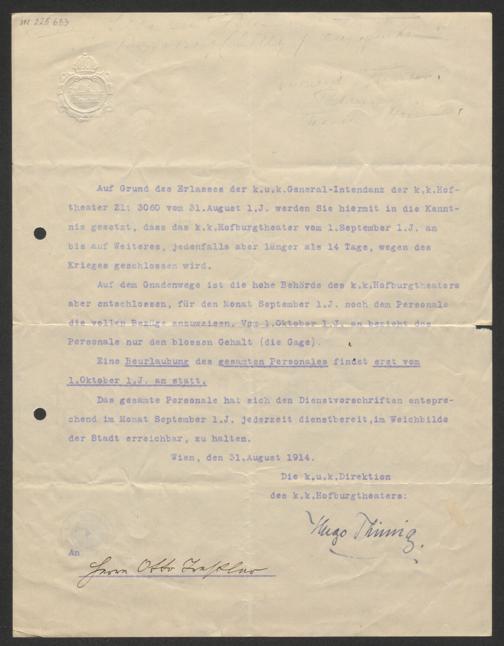 IN 225 653
Auf Grund des Erlasses der k.u.k.General-Intendanz der k.k.Hof-
theater Zl: 3060 vom 31.August l.J. werden Sie hiermit in die Kennt-
nis gesetzt, dass das k.k.Hofburgtheater vom 1.September l.J. an
bis auf Weiteres, jedenfalls aber länger als 14 Tage, wegen des
Krieges geschlossen wird.
Auf dem Gnadenwege ist die hohe Behörde des k.k.Hofburgtheaters
aber entschlossen, für den Monat September l.J. noch dem Personale
die vollen Bezüge anzuweisen. Vom 1.Oktober l.J. an bezieht das
Personale nur den blossen Gehalt (die Gage).
Eine Beurlaubung des gesamten Personales findet erst vom
1.Oktober l.J. an statt.
Das gesamte Personale hat sich den Dienstvorschriften entspre-
chend im Monat September l.J. jederzeit dienstbereit,im Weichbilde
der Stadt erreichbar, zu halten.
Wien, den 31.August 1914.
Die k.u.k.Direktion
des k.k.Hofburgtheaters:
Hugo Thimig
An
Herrn Otto Treßler